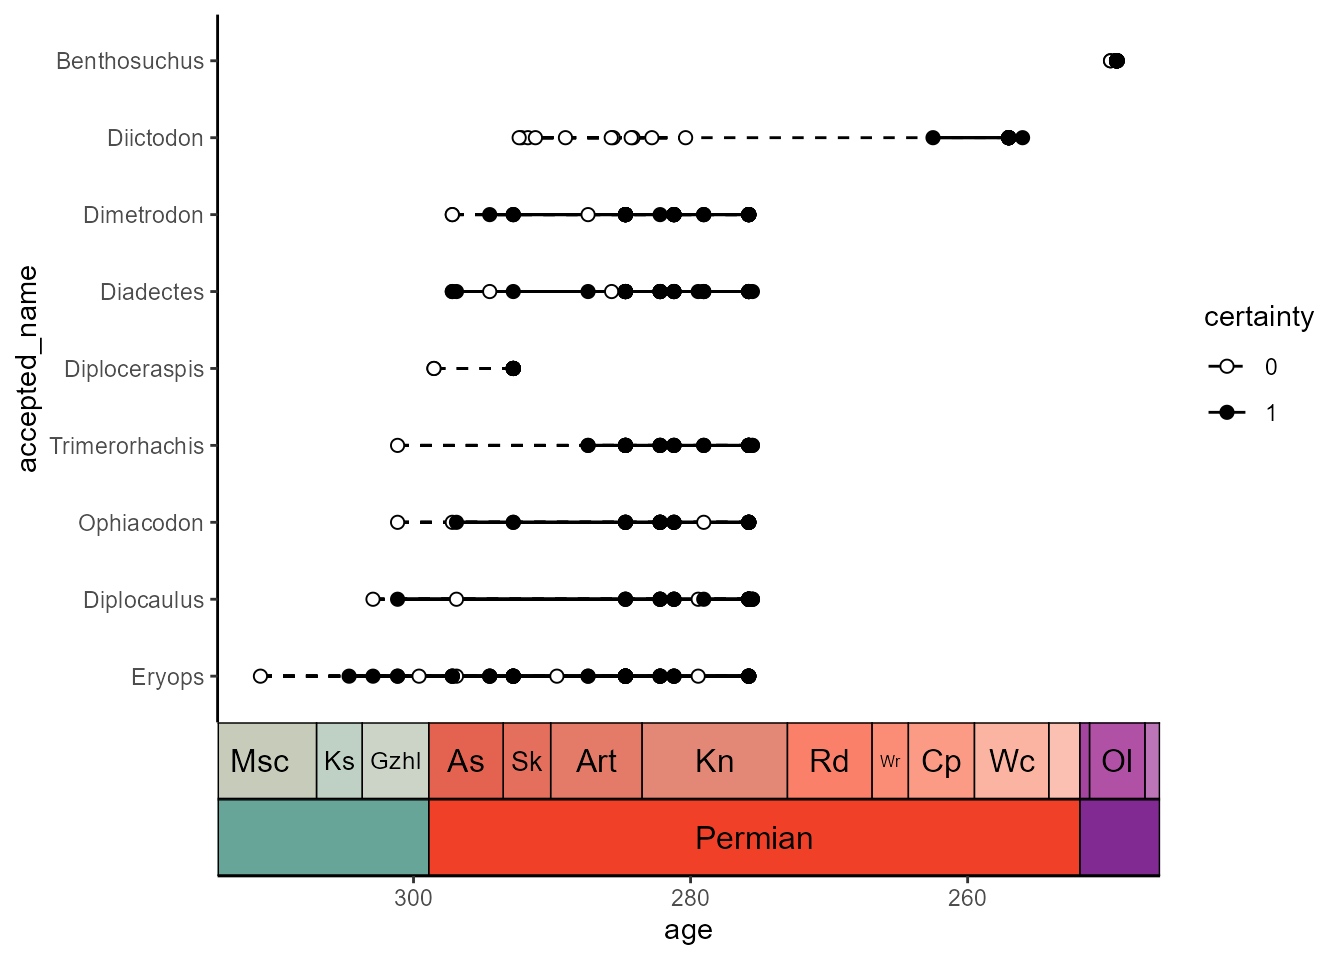 Benthosuchus
Diictodon
Dimetrodon
Diadectes
Diploceraspis
Trimerorhachis
Ophiacodon
Diplocaulus
Eryops
accepted_name
certainty
0
1
Msc Ks Gzhl As Sk Art Kn Rd Wr Cp Wc Ol
Permian
300 280 260
age